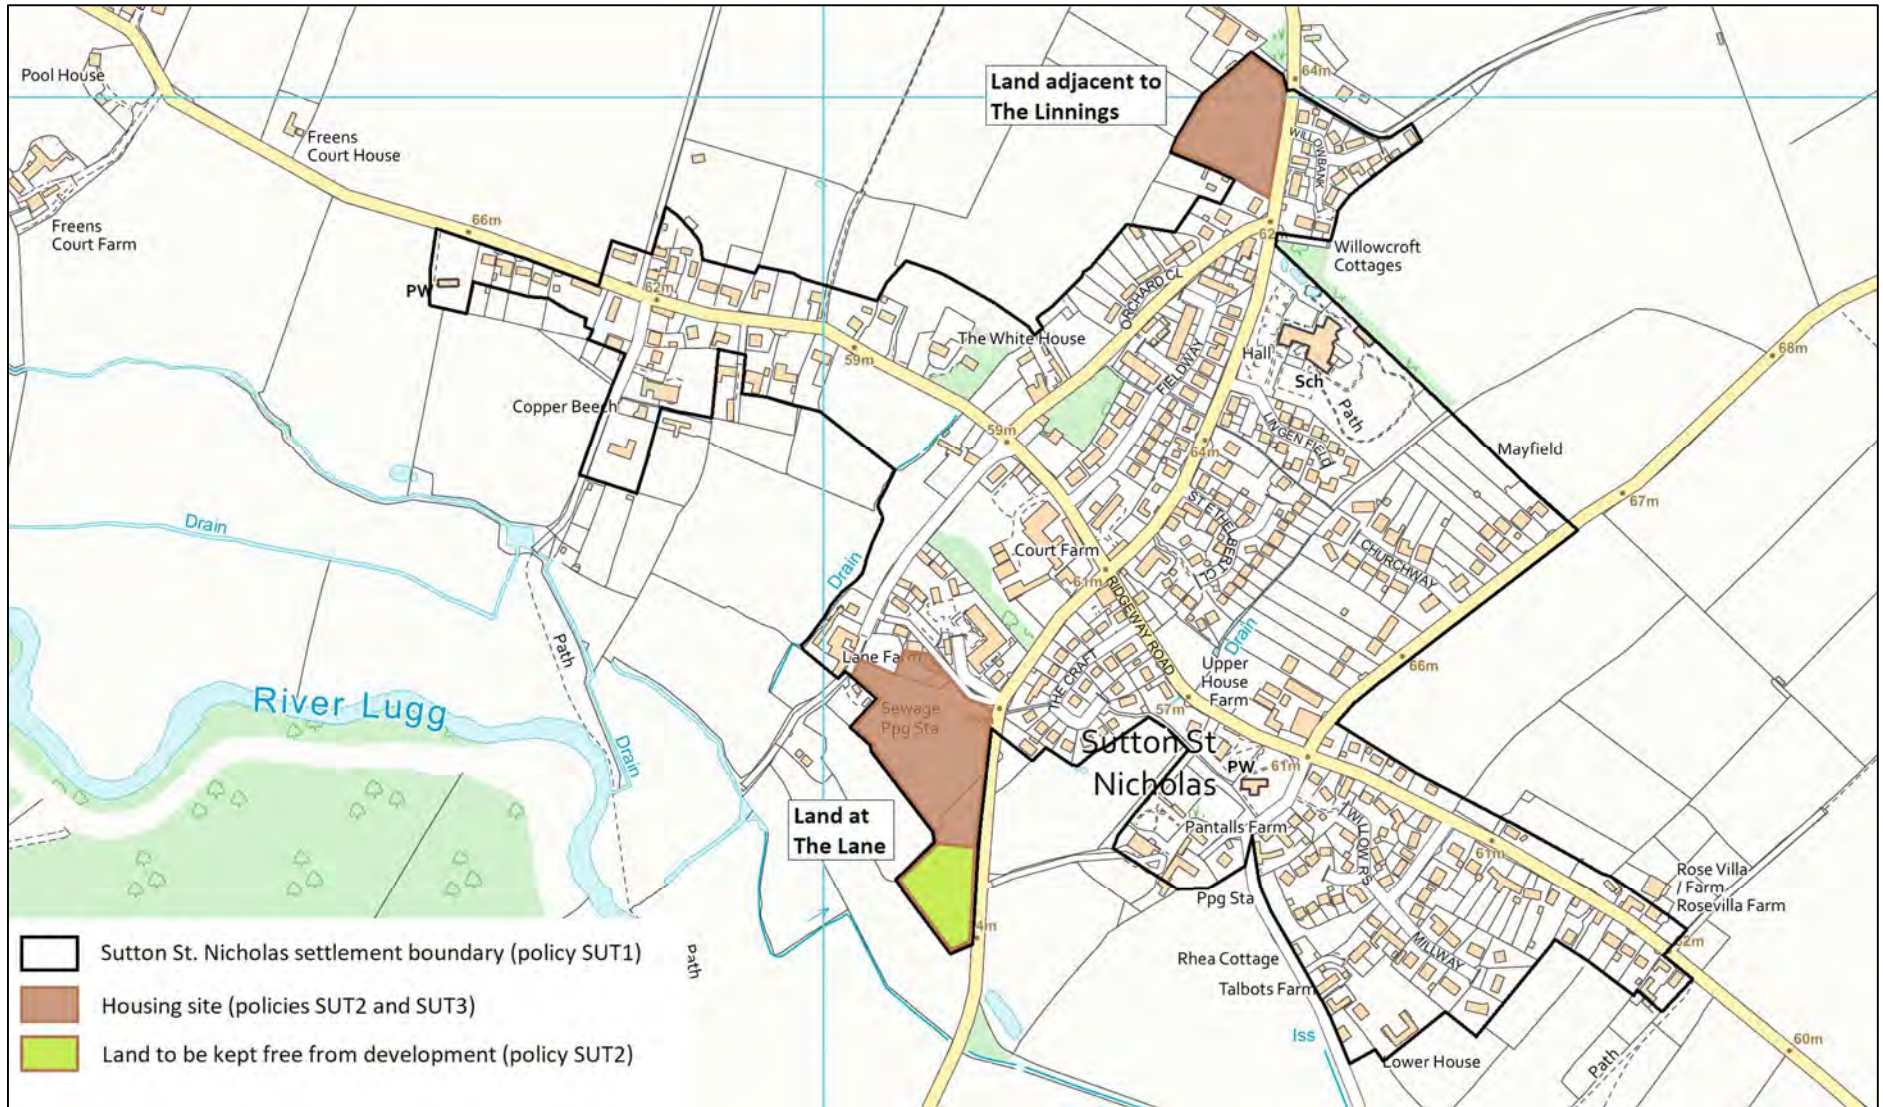 Pool House
Freens
Court House
Freens
Court Farm
66m
PW
62m
Copper Beech
59m
The White House
59m
Land adjacent to
The Linnings
64m
WILLOWBANK
Willowcroft
Cottages
ORCHARD CL
FIELDWAY
Hall
Sch
Path
LINGEN FIELD
64m
Mayfield
68m
67m
ST ETHELBERT CL
CHURCHWAY
Court Farm
61m
RIDGEWAY ROAD
Drain
66m
Drain
Drain
Path
River Lugg
Drain
Lane Farm
Sewage
Ppg Sta
THE CRAFT
Upper
House
Farm
57m
Sutton St
Nicholas
PW
61m
Land at
The Lane
Pantalls Farm
WILLOW RS
61m
Rose Villa
/ Farm
Rosevilla Farm
Ppg Sta
MILLWAY
Rhea Cottage
Talbots Farm
Iss
Lower House
Path
60m
Path
Sutton St. Nicholas settlement boundary (policy SUT1)
Housing site (policies SUT2 and SUT3)
Land to be kept free from development (policy SUT2)